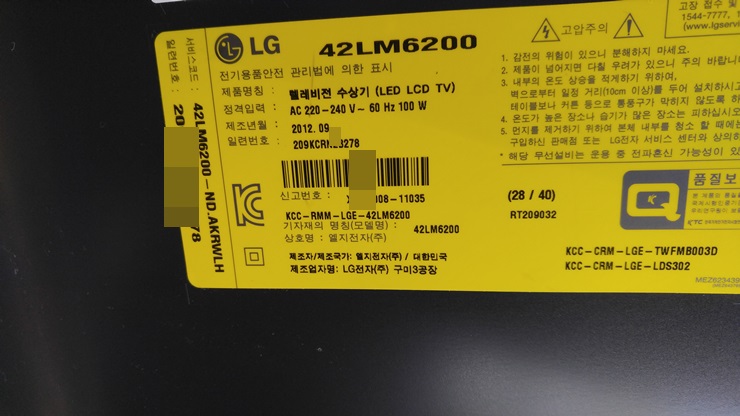 LG 42LM6200
고압주의
전기용품안전 관리법에 의한 표시
제품명칭 : 텔레비전 수상기 (LED LCD TV)
정격입력 : AC 220-240 V~ 60 Hz 100 W
제조년월 : 2012. 09
일련번호 : 209KCR 3278
신고번호 : 008-11035
KCC-RMM-LGE-42LM6200
기자재의 명칭(모델명) : 42LM6200
상호명 : 엘지전자(주)
제조자/제조국가: 엘지전자(주) / 대한민국
제조업자명: LG전자(주) 구미3공장
(28 / 40)
RT209032
고장 접수
1544-7777,
(www.lgservi
1. 감전의 위험이 있으니 분해하지 마세요.
2. 제품이 넘어지면 다칠 우려가 있으니 주의 바랍니
3. 내부의 온도 상승을 적게하기 위하여,
벽으로부터 일정 거리(10cm 이상)를 두어 설치하시고
테이블보나 커튼 등으로 통풍구가 막히지 않도록 하
4. 온도가 높은 장소나 습기가 많은 장소는 피하십시
5. 먼지를 제거하기 위하여 본체 내부를 청소 할 때에는
구입하신 판매점 또는 LG전자 서비스 센터와 상의하
* 해당 무선설비는 운용 중 전파혼신 가능성이 있
품질보
KTC
KCC-CRM-LGE-TWFMB003D
KCC-CRM-LGE-LDS302
MEZ623439
서비스코드 : 42LM6200-ND.AKRWLH
일련번호 : 20 78